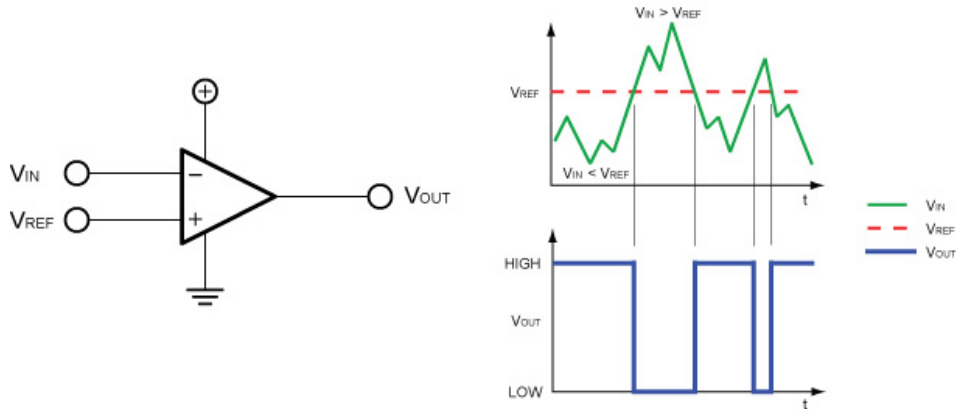 VIN
VREF
VOUT
−
+
+
VIN > VREF
VREF
VIN < VREF
t
HIGH
VOUT
LOW
t
VIN
VREF
VOUT